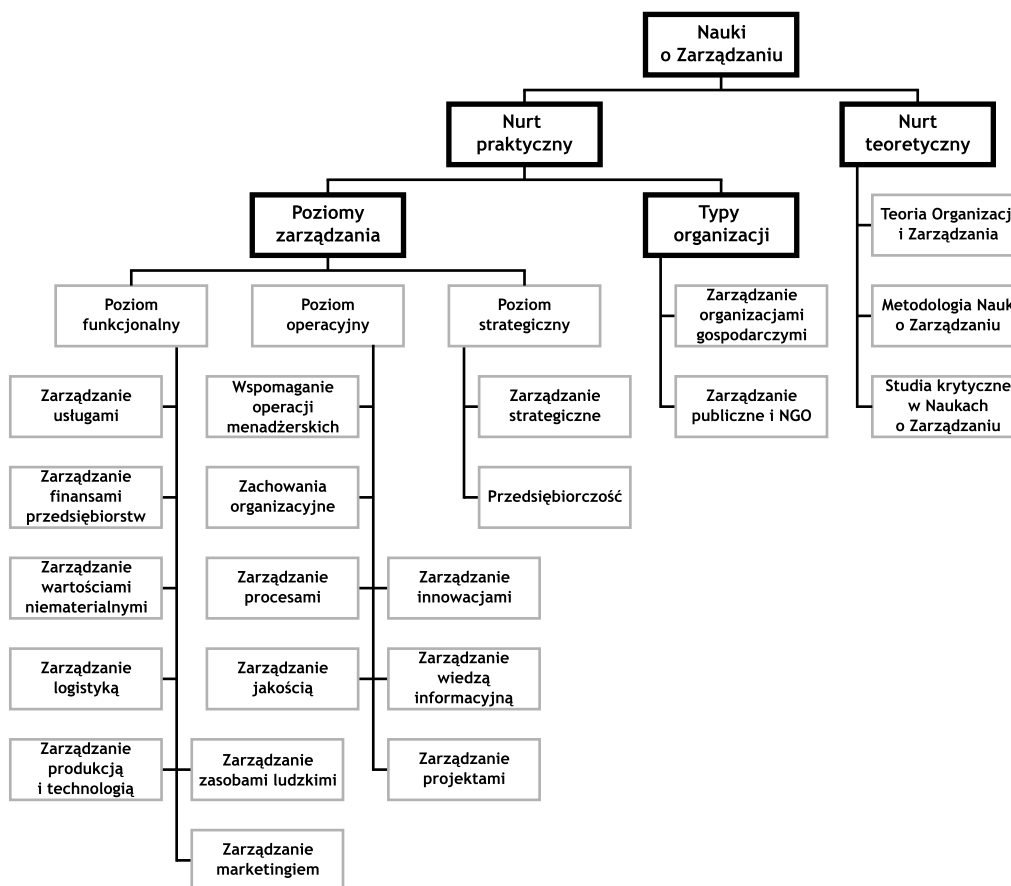 Nauki
o Zarządzaniu
Nurt
praktyczny
Nurt
teoretyczny
Poziomy
zarządzania
Typy
organizacji
Teoria Organizacji
i Zarządzania
Poziom
funkcjonalny
Poziom
operacyjny
Poziom
strategiczny
Zarządzanie
organizacjami
gospodarczymi
Metodologia Nauk
o Zarządzaniu
Zarządzanie
usługami
Wspomaganie
operacji
menadżerskich
Zarządzanie
strategiczne
Zarządzanie
publiczne i NGO
Studia krytyczne
w Naukach
o Zarządzaniu
Zarządzanie
finansami
przedsiębiorstw
Zachowania
organizacyjne
Przedsiębiorczość
Zarządzanie
wartościami
niematerialnymi
Zarządzanie
procesami
Zarządzanie
innowacjami
Zarządzanie
logistyką
Zarządzanie
jakością
Zarządzanie
wiedzą
informacyjną
Zarządzanie
produkcją
i technologią
Zarządzanie
zasobami ludzkimi
Zarządzanie
projektami
Zarządzanie
marketingiem